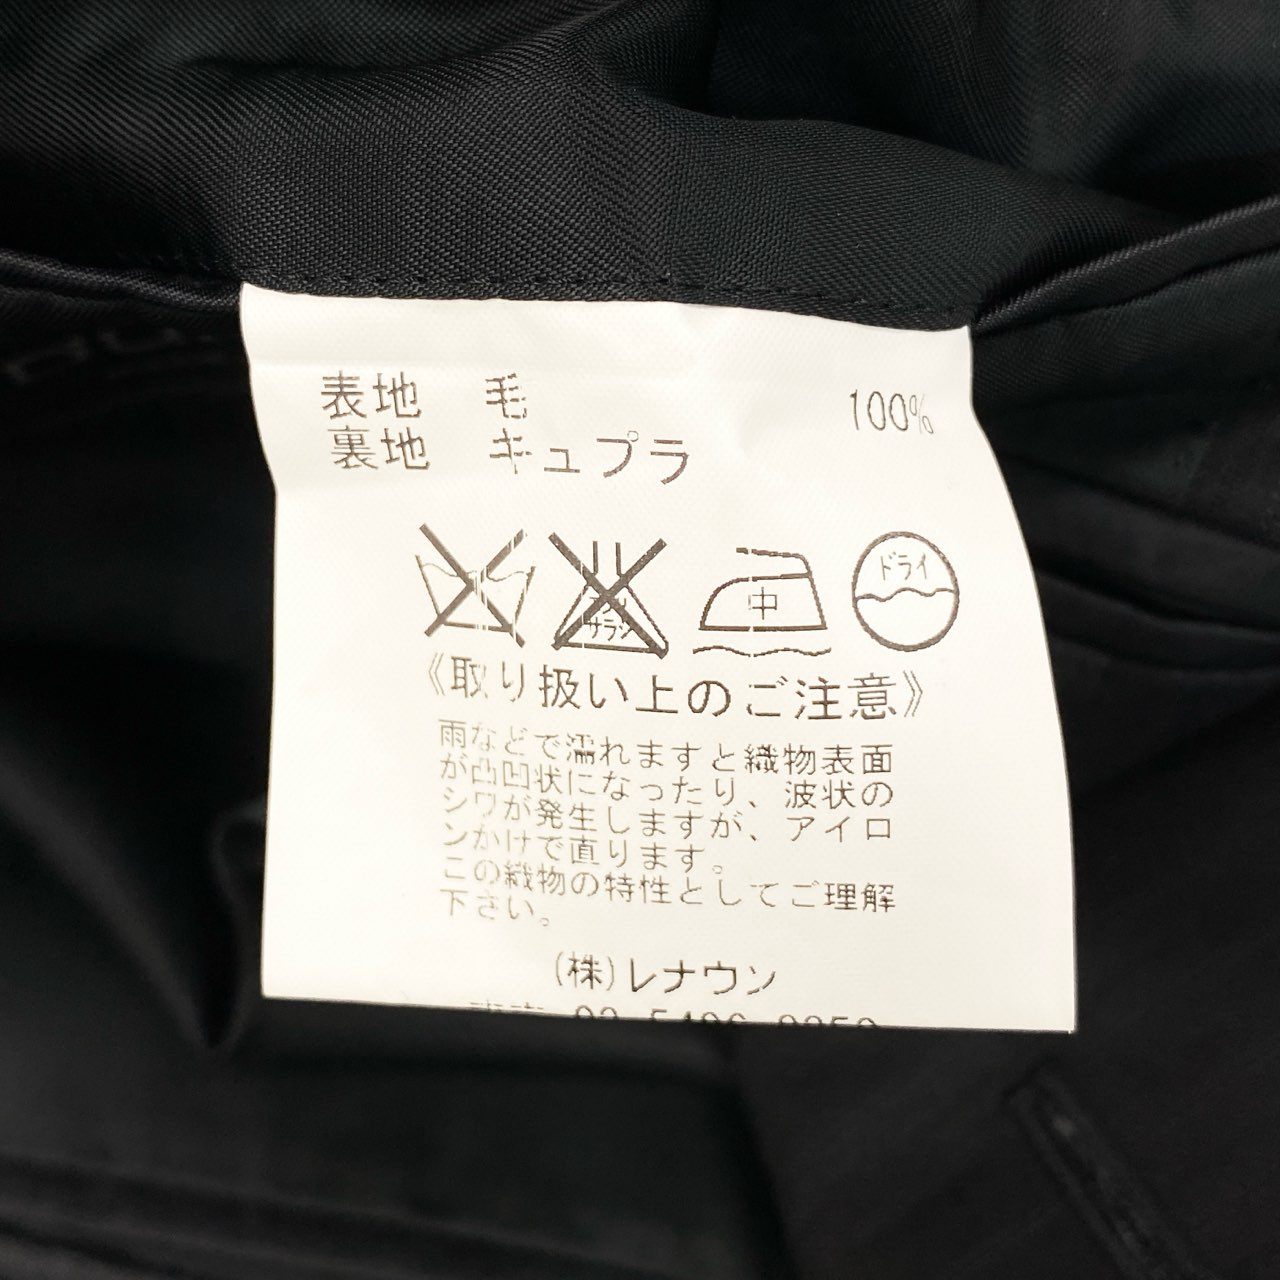 表地 毛 100%
裏地 キュプラ
エンソ サラシ
中
ドライ
《取り扱い上のご注意》
雨などで濡れますと織物表面
が凸凹状になったり、波状の
シワが発生しますが、アイロ
ンかけで直ります。
この織物の特性としてご理解
下さい。
(株)レナウン